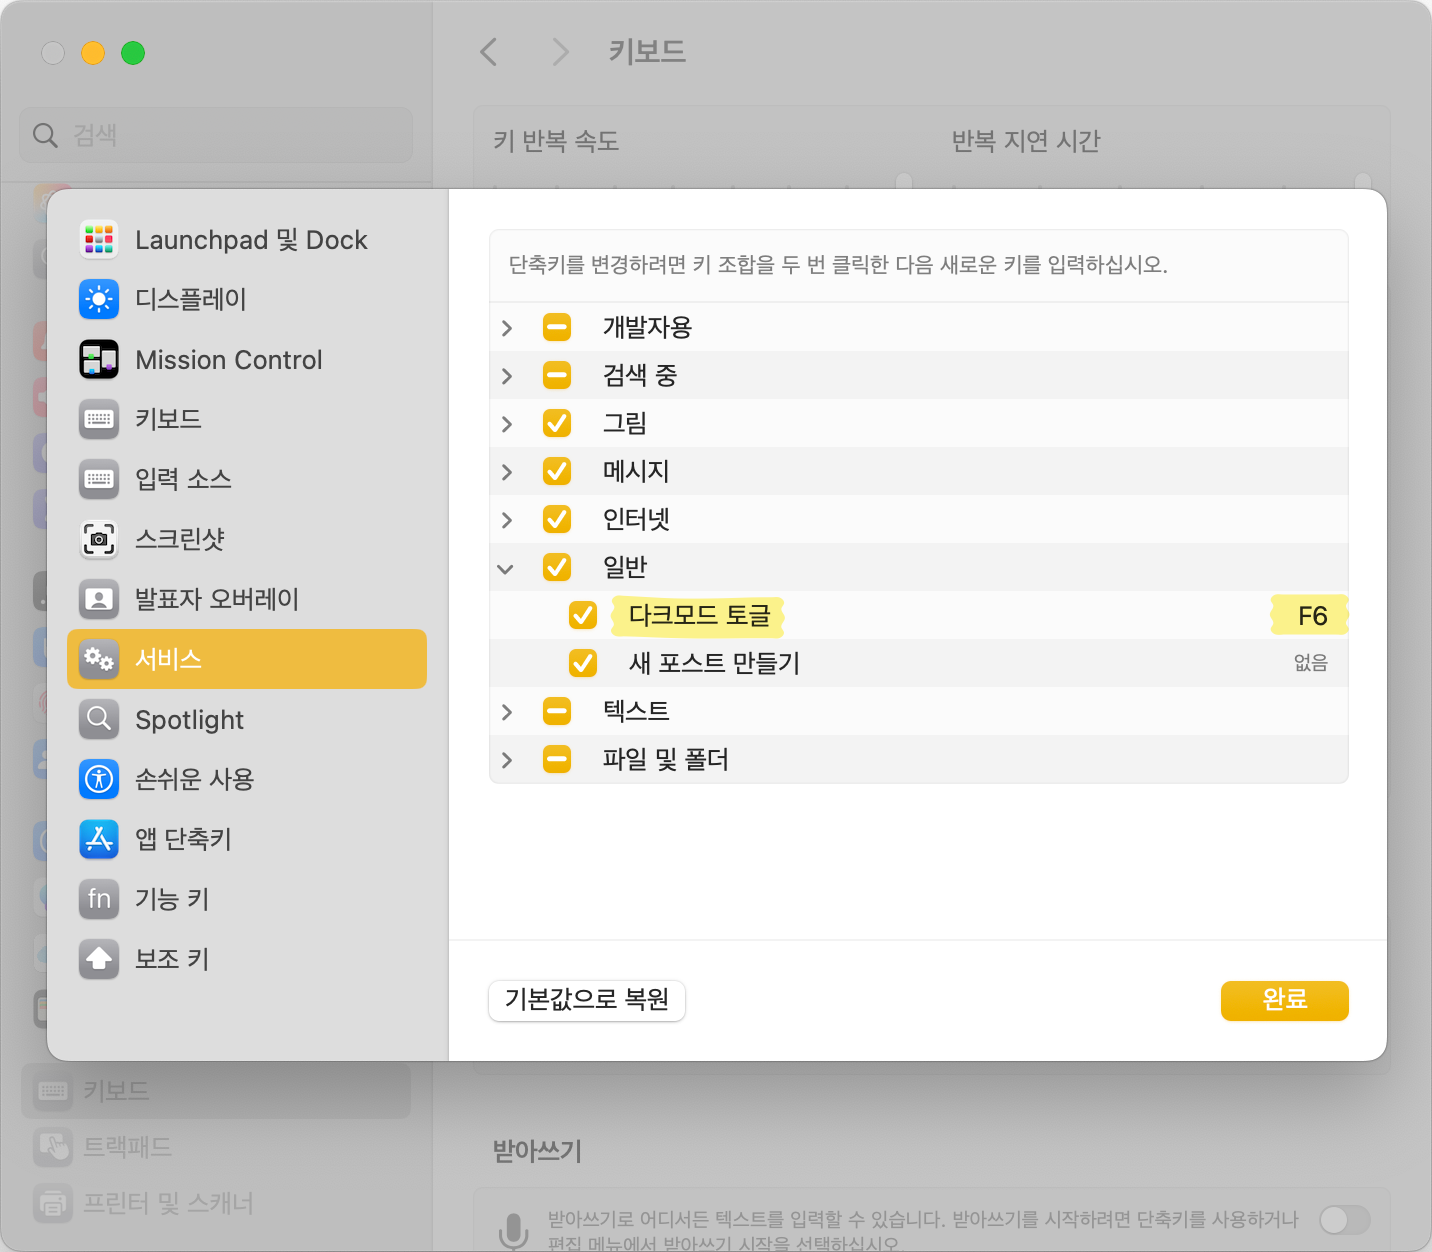 키보드
검색
키 반복 속도
반복 지연 시간
Launchpad 및 Dock
디스플레이
Mission Control
키보드
입력 소스
스크린샷
발표자 오버레이
서비스
Spotlight
손쉬운 사용
앱 단축키
fn 기능 키
보조 키
단축키를 변경하려면 키 조합을 두 번 클릭한 다음 새로운 키를 입력하십시오.
개발자용
검색 중
그림
메시지
인터넷
일반
다크모드 토글 F6
새 포스트 만들기 없음
텍스트
파일 및 폴더
기본값으로 복원
완료
키보드
트랙패드
프린터 및 스캐너
받아쓰기
받아쓰기로 어디서든 텍스트를 입력할 수 있습니다. 받아쓰기를 시작하려면 단축키를 사용하거나
편집 메뉴에서 받아쓰기 시작을 선택하십시오.